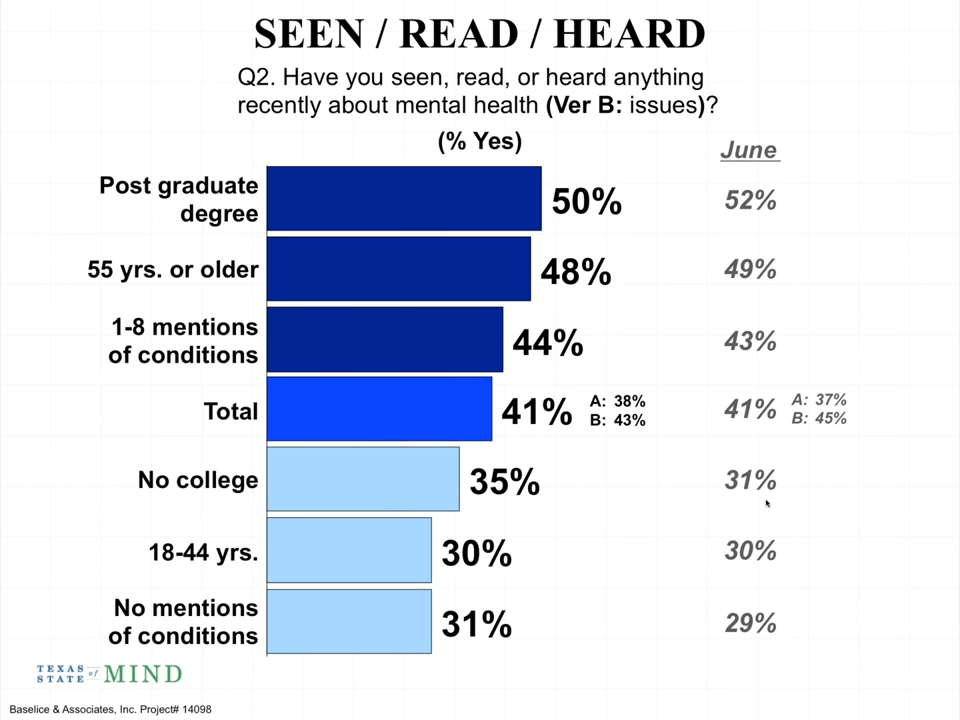 SEEN / READ / HEARD
Q2. Have you seen, read, or heard anything
recently about mental health (Ver B: issues)?
(% Yes)
June
Post graduate
degree
50%
52%
55 yrs. or older
48%
49%
1-8 mentions
of conditions
44%
43%
Total
41%
A: 38%
B: 43%
41%
A: 37%
B: 45%
No college
35%
31%
18-44 yrs.
30%
30%
No mentions
of conditions
31%
29%
TEXAS
STATE of MIND
Baselice & Associates, Inc. Project# 14098